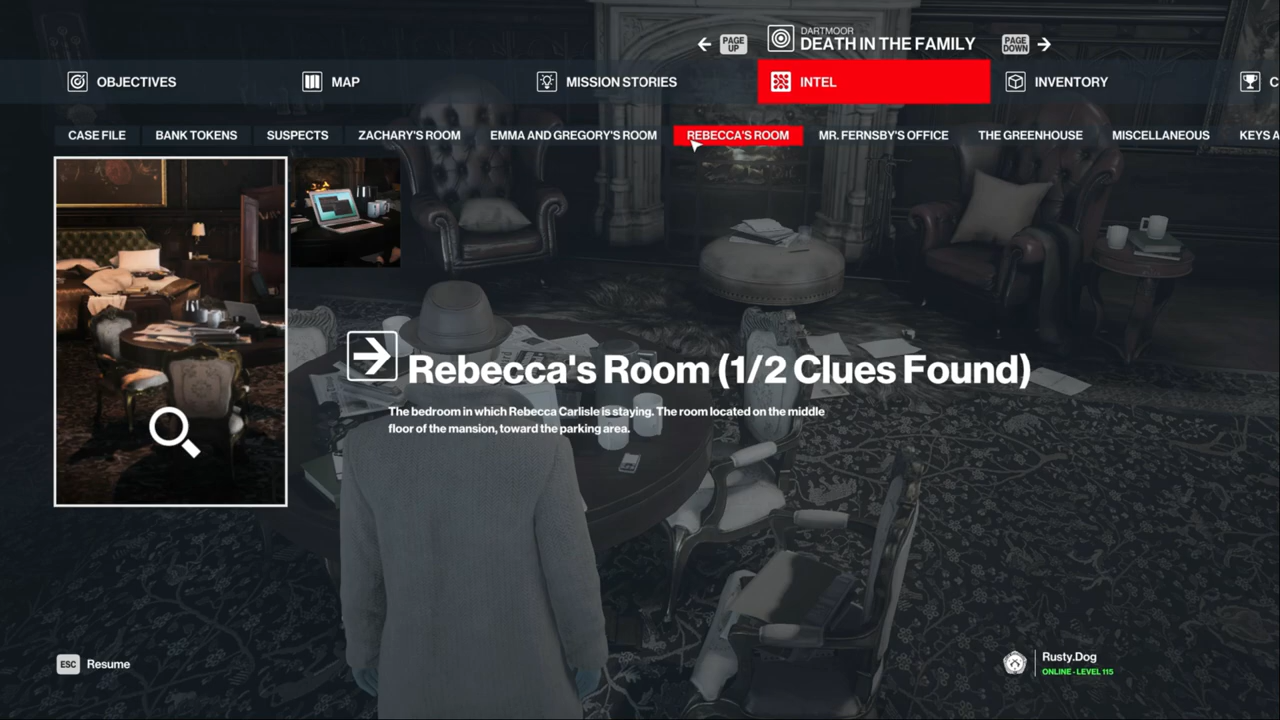 PAGE UP
DARTMOOR
DEATH IN THE FAMILY
PAGE DOWN
OBJECTIVES
MAP
MISSION STORIES
INTEL
INVENTORY
C
CASE FILE
BANK TOKENS
SUSPECTS
ZACHARY'S ROOM
EMMA AND GREGORY'S ROOM
REBECCA'S ROOM
MR. FERNSBY'S OFFICE
THE GREENHOUSE
MISCELLANEOUS
KEYS A
Rebecca's Room (1/2 Clues Found)
The bedroom in which Rebecca Carlisle is staying. The room located on the middle
floor of the mansion, toward the parking area.
ESC Resume
Rusty.Dog
ONLINE - LEVEL 115